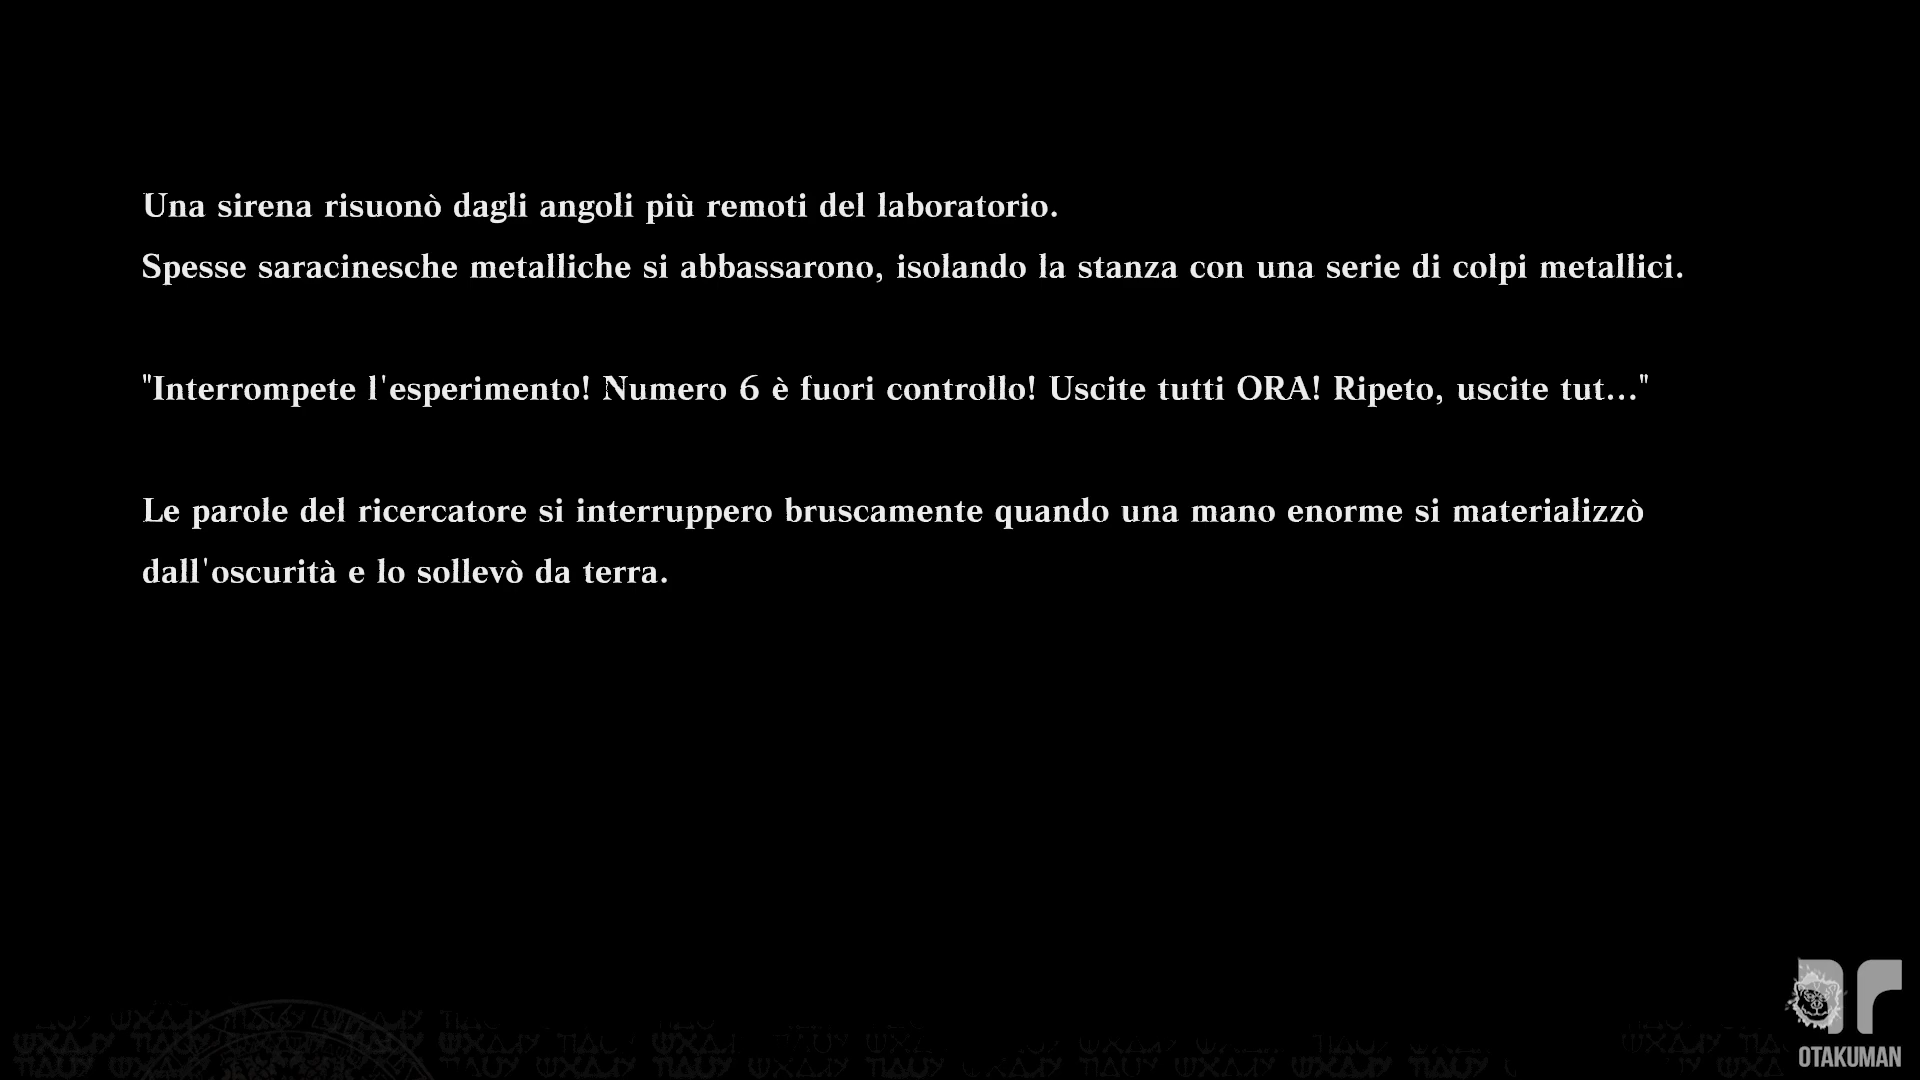 Una sirena risuonò dagli angoli più remoti del laboratorio.
Spesse saracinesche metalliche si abbassarono, isolando la stanza con una serie di colpi metallici.
"Interrompete l'esperimento! Numero 6 è fuori controllo! Uscite tutti ORA! Ripeto, uscite tut..."
Le parole del ricercatore si interruppero bruscamente quando una mano enorme si materializzò
dall'oscurità e lo sollevò da terra.
OTAKUMAN